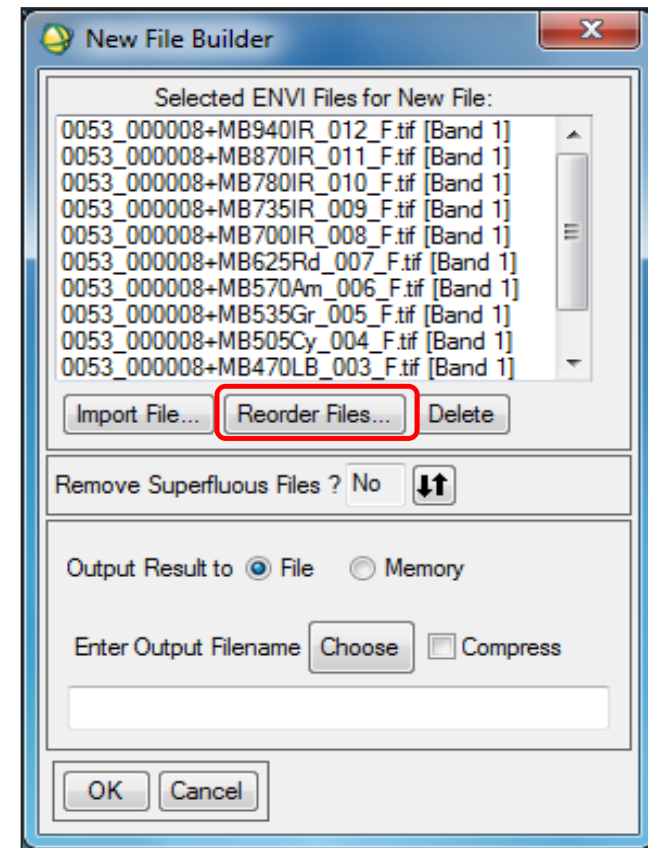 New File Builder
Selected ENVI Files for New File:
0053_000008+MB940IR_012_F.tif [Band 1]
0053_000008+MB870IR_011_F.tif [Band 1]
0053_000008+MB780IR_010_F.tif [Band 1]
0053_000008+MB735IR_009_F.tif [Band 1]
0053_000008+MB700IR_008_F.tif [Band 1]
0053_000008+MB625Rd_007_F.tif [Band 1]
0053_000008+MB570Am_006_F.tif [Band 1]
0053_000008+MB535Gr_005_F.tif [Band 1]
0053_000008+MB505Cy_004_F.tif [Band 1]
0053_000008+MB470LB_003_F.tif [Band 1]
Import File... Reorder Files... Delete
Remove Superfluous Files ? No
Output Result to File Memory
Enter Output Filename Choose Compress
OK Cancel